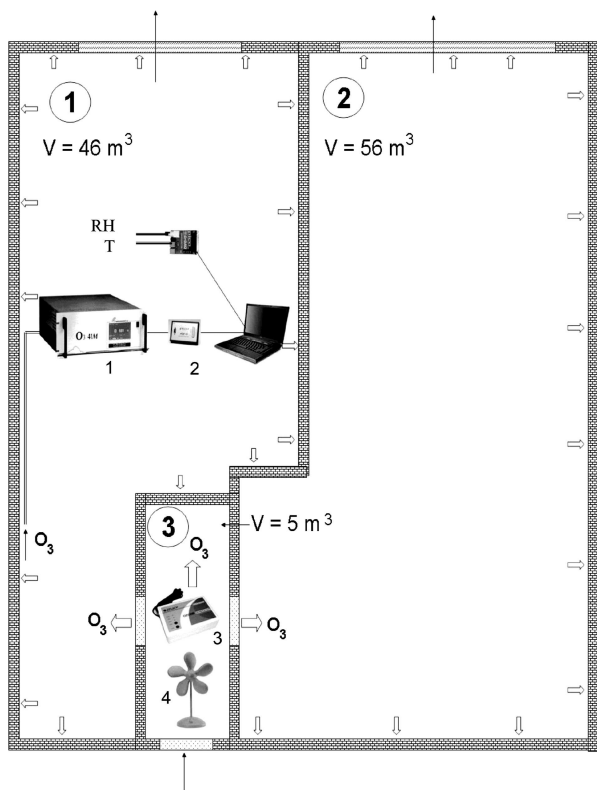 1
2
V = 46 m³
V = 56 m³
RH
T
O₃ 41M
1
2
O₃
3
V = 5 m³
O₃
O₃
O₃
3
4